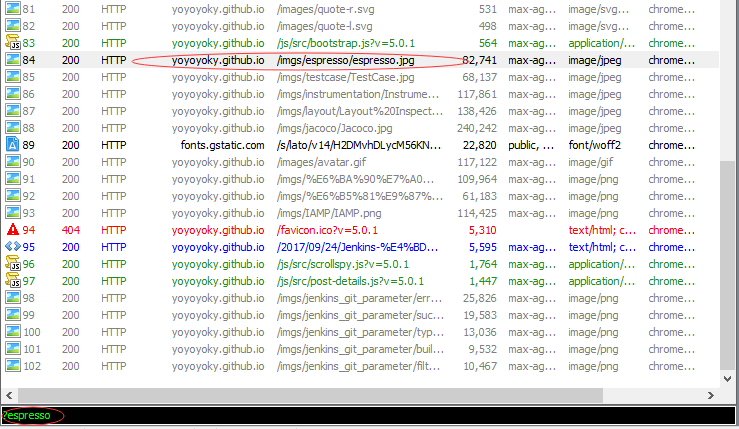 81 200 HTTP yoyoyoky.github.io /images/quote-r.svg 531 max-ag... image/svg... chrome...
82 200 HTTP yoyoyoky.github.io /images/quote-l.svg 498 max-ag... image/svg... chrome...
83 200 HTTP yoyoyoky.github.io /js/src/bootstrap.js?v=5.0.1 564 max-ag... application/... chrome...
84 200 HTTP yoyoyoky.github.io /imgs/espresso/espresso.jpg 82,741 max-ag... image/jpeg chrome...
85 200 HTTP yoyoyoky.github.io /imgs/testcase/TestCase.jpg 68,137 max-ag... image/jpeg chrome...
86 200 HTTP yoyoyoky.github.io /imgs/instrumentation/Instrume... 117,861 max-ag... image/jpeg chrome...
87 200 HTTP yoyoyoky.github.io /imgs/layout/Layout%20Inspect... 138,426 max-ag... image/jpeg chrome...
88 200 HTTP yoyoyoky.github.io /imgs/jacoco/Jacoco.jpg 240,242 max-ag... image/jpeg chrome...
89 200 HTTP fonts.gstatic.com /s/lato/v14/H2DMvhDLycM56KN... 22,820 public, ... font/woff2 chrome...
90 200 HTTP yoyoyoky.github.io /images/avatar.gif 117,122 max-ag... image/gif chrome...
91 200 HTTP yoyoyoky.github.io /imgs/%E6%BA%90%E7%A0... 109,964 max-ag... image/png chrome...
92 200 HTTP yoyoyoky.github.io /imgs/%E6%B5%81%E9%87%... 61,183 max-ag... image/png chrome...
93 200 HTTP yoyoyoky.github.io /imgs/IAMP/IAMP.png 114,425 max-ag... image/png chrome...
94 404 HTTP yoyoyoky.github.io /favicon.ico?v=5.0.1 5,310 text/html; c... chrome...
95 200 HTTP yoyoyoky.github.io /2017/09/24/Jenkins-%E4%BD... 5,595 max-ag... text/html; c... chrome...
96 200 HTTP yoyoyoky.github.io /js/src/scrollspy.js?v=5.0.1 1,764 max-ag... application/... chrome...
97 200 HTTP yoyoyoky.github.io /js/src/post-details.js?v=5.0.1 1,447 max-ag... application/... chrome...
98 200 HTTP yoyoyoky.github.io /imgs/jenkins_git_parameter/err... 25,826 max-ag... image/png chrome...
99 200 HTTP yoyoyoky.github.io /imgs/jenkins_git_parameter/suc... 19,583 max-ag... image/png chrome...
100 200 HTTP yoyoyoky.github.io /imgs/jenkins_git_parameter/typ... 13,036 max-ag... image/png chrome...
101 200 HTTP yoyoyoky.github.io /imgs/jenkins_git_parameter/buil... 9,532 max-ag... image/png chrome...
102 200 HTTP yoyoyoky.github.io /imgs/jenkins_git_parameter/filt... 10,467 max-ag... image/png chrome...
?espresso